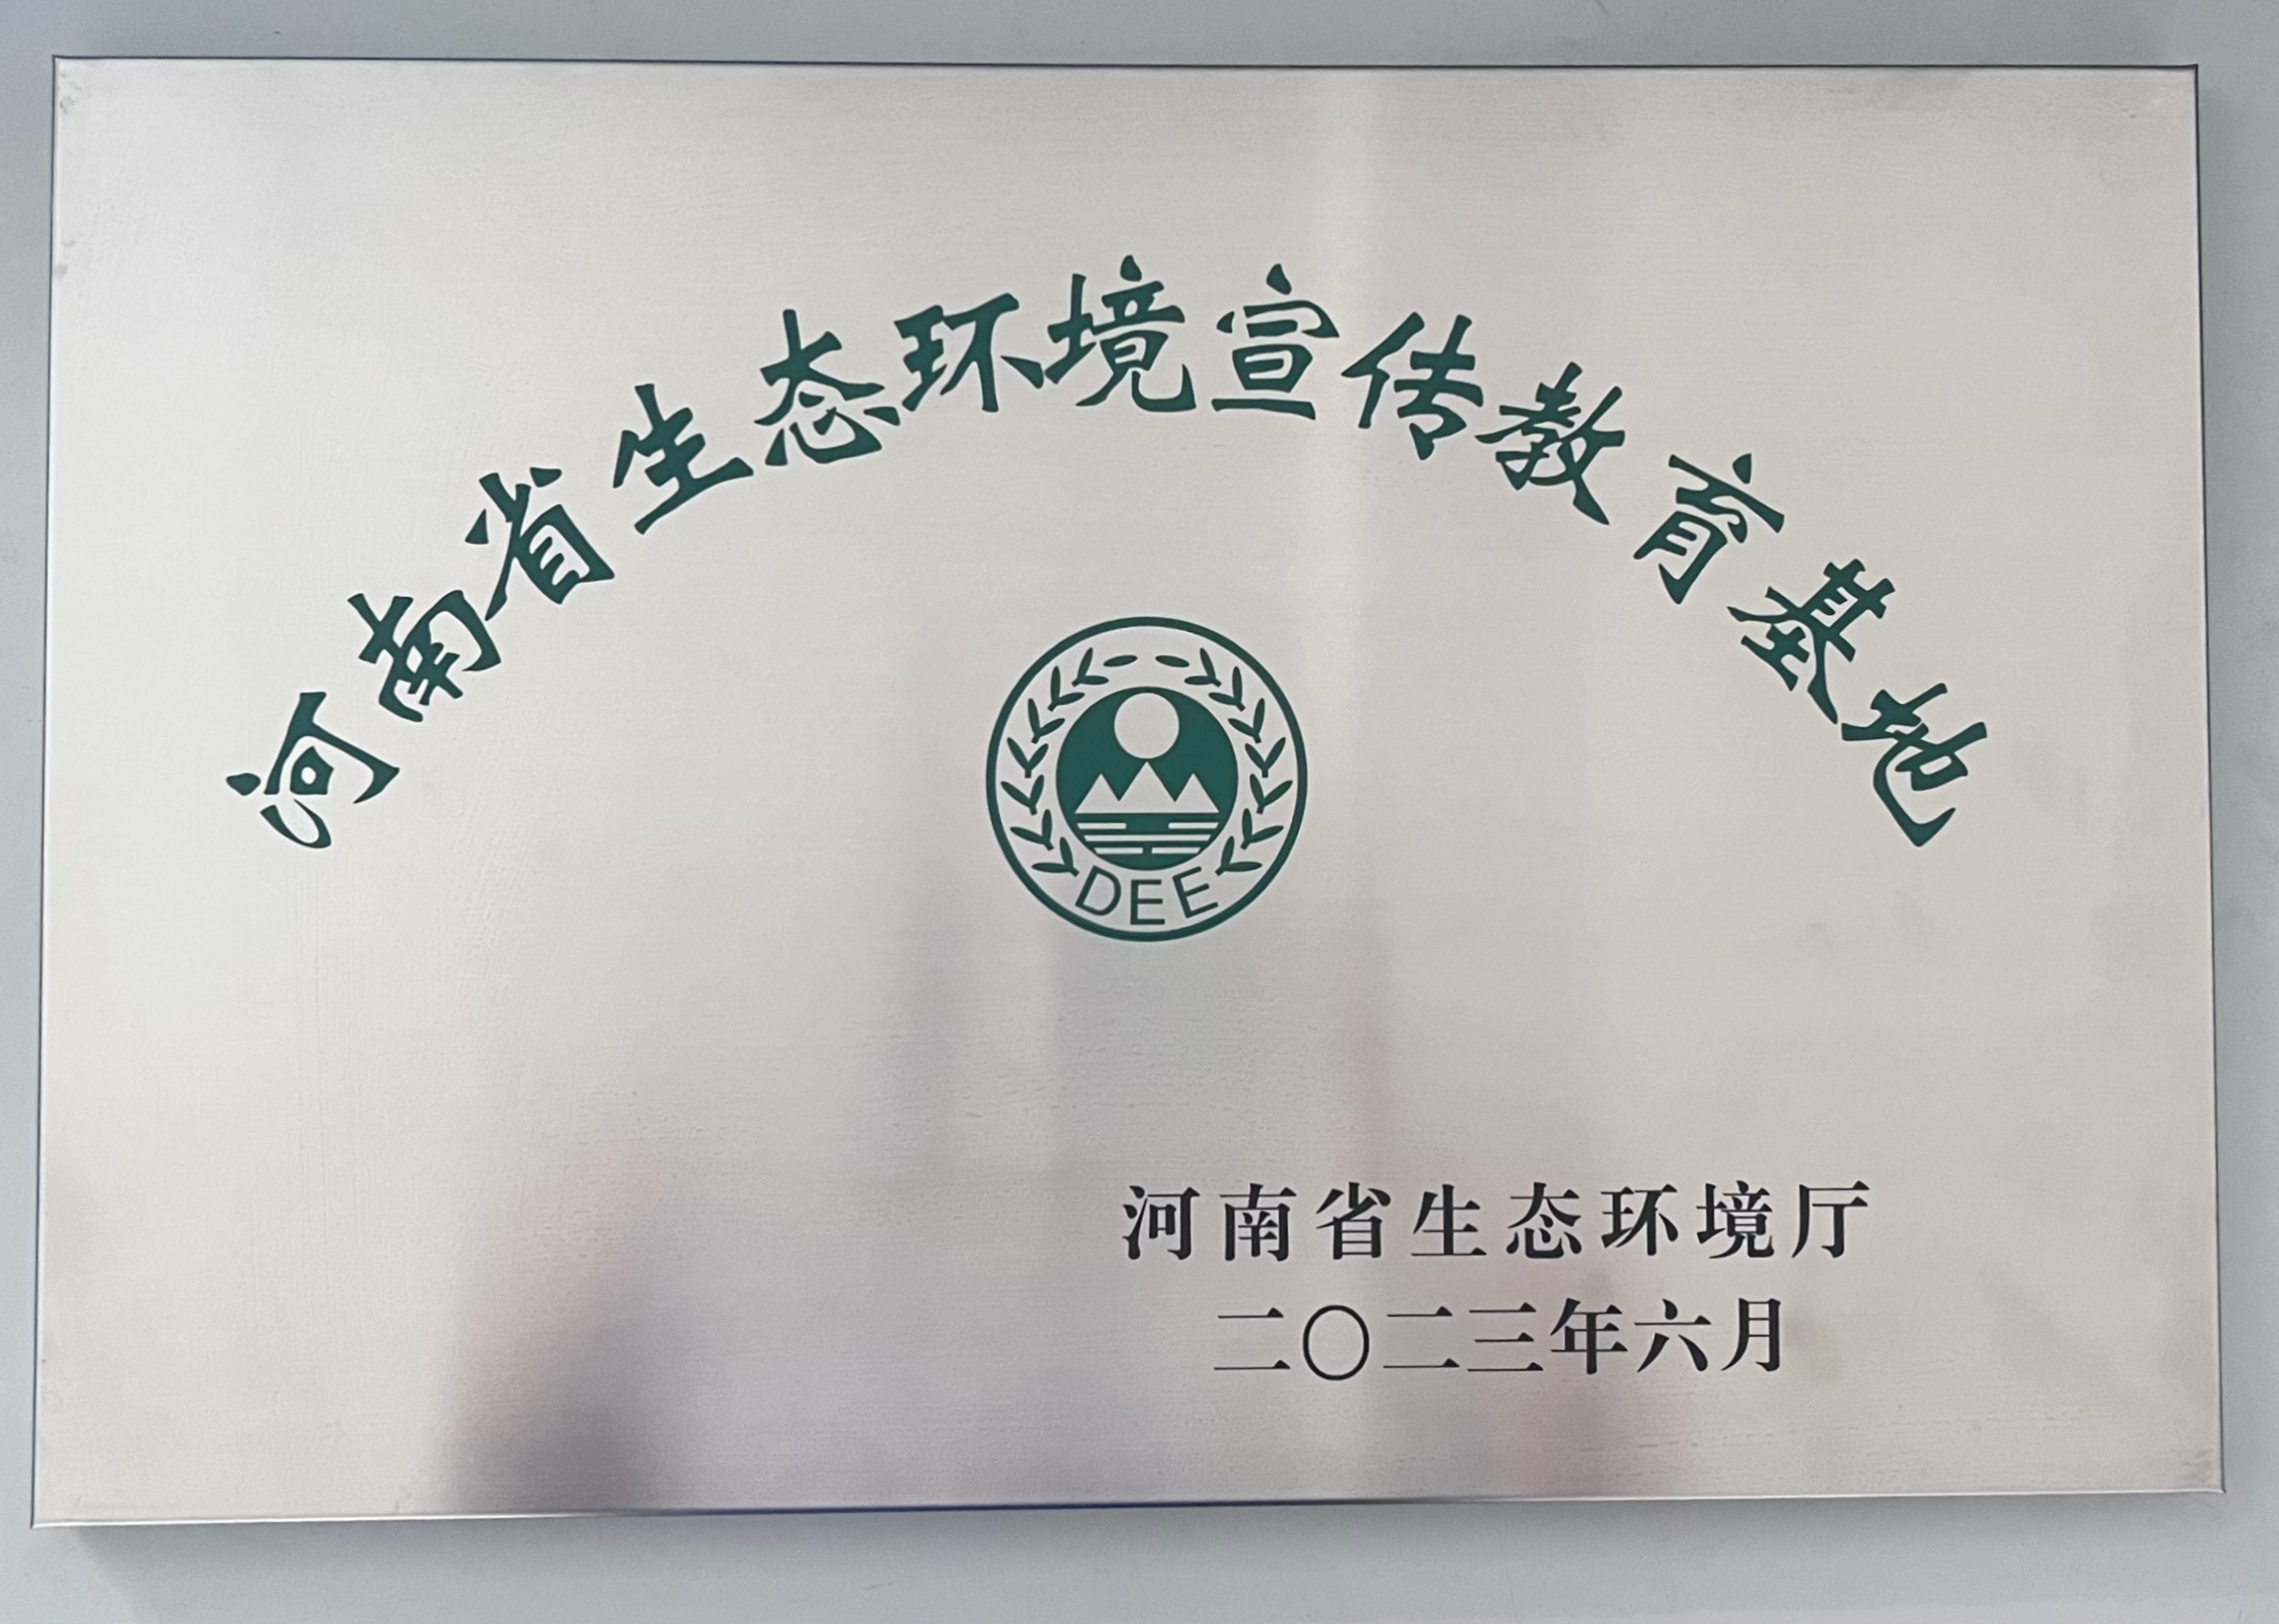 河南省生态环境宣传教育基地
DEE
河南省生态环境厅
二〇二三年六月